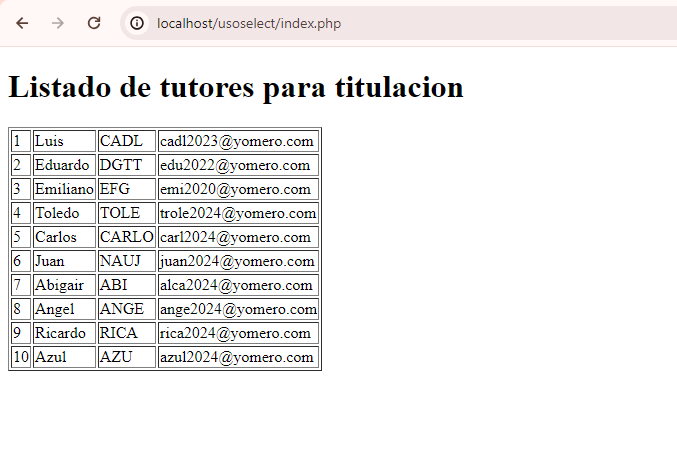 localhost/usoselect/index.php
Listado de tutores para titulacion
1 Luis CADL cadl2023@yomero.com
2 Eduardo DGTT edu2022@yomero.com
3 Emiliano EFG emi2020@yomero.com
4 Toledo TOLE trole2024@yomero.com
5 Carlos CARLO carl2024@yomero.com
6 Juan NAUJ juan2024@yomero.com
7 Abigair ABI alca2024@yomero.com
8 Angel ANGE ange2024@yomero.com
9 Ricardo RICA rica2024@yomero.com
10 Azul AZU azul2024@yomero.com